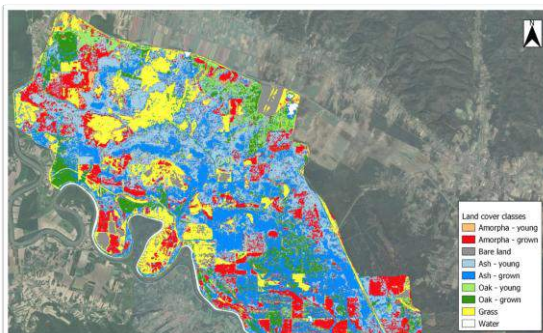 N
Land cover classes
Amorpha - young
Amorpha - grown
Bare land
Ash - young
Ash - grown
Oak - young
Oak - grown
Grass
Water